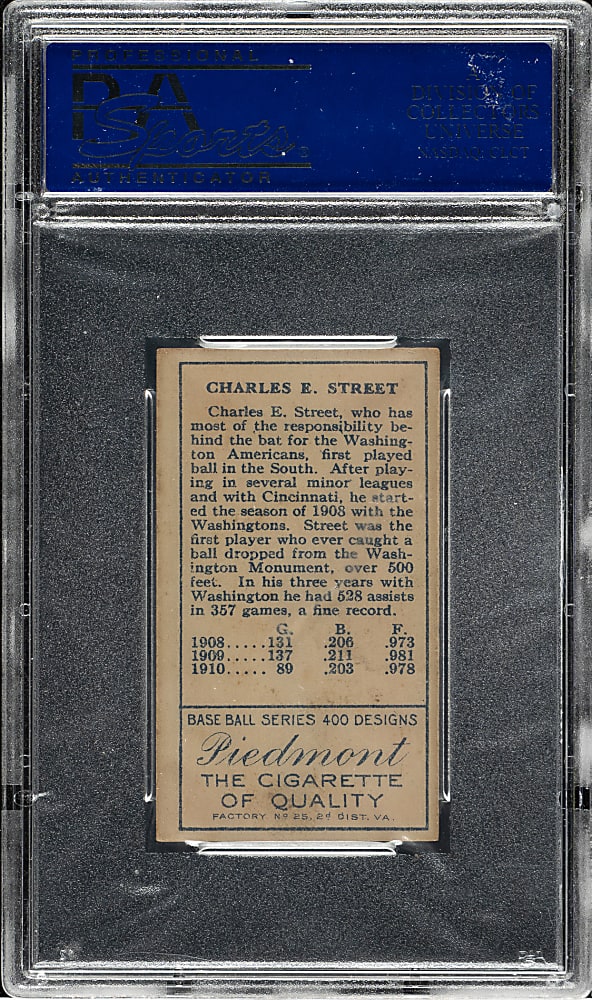 PROFESSIONAL
PSA
Sports
AUTHENTICATOR
A
DIVISION OF
COLLECTORS
UNIVERSE
NASDAQ: CLCT
CHARLES E. STREET
Charles E. Street, who has
most of the responsibility be-
hind the bat for the Washing-
ton Americans, first played
ball in the South. After play-
ing in several minor leagues
and with Cincinnati, he start-
ed the season of 1908 with the
Washingtons. Street was the
first player who ever caught a
ball dropped from the Wash-
ington Monument, over 500
feet. In his three years with
Washington he had 528 assists
in 357 games, a fine record.
G. B. F.
1908.....131 .206 .973
1909.....137 .211 .981
1910..... 89 .203 .978
BASE BALL SERIES 400 DESIGNS
Piedmont
THE CIGARETTE
OF QUALITY
FACTORY Nº 25, 2d DIST. VA.